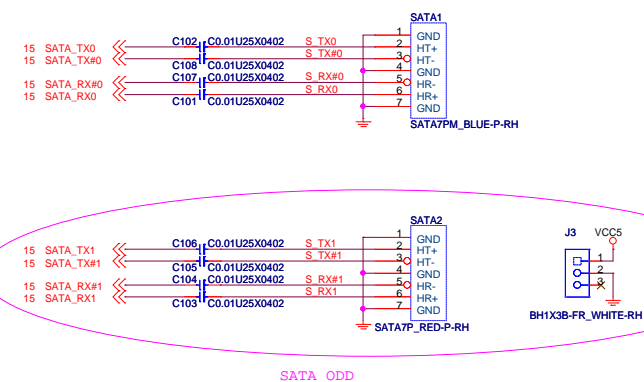 SATA1
15 SATA_TX0 C102 C0.01U25X0402 S_TX0 1 GND
15 SATA_TX#0 C108 C0.01U25X0402 S_TX#0 2 HT+
3 HT-
15 SATA_RX#0 C107 C0.01U25X0402 S_RX#0 4 GND
5 HR-
15 SATA_RX0 C101 C0.01U25X0402 S_RX0 6 HR+
7 GND
SATA7PM_BLUE-P-RH
SATA2
15 SATA_TX1 C106 C0.01U25X0402 S_TX1 1 GND
15 SATA_TX#1 C105 C0.01U25X0402 S_TX#1 2 HT+
3 HT-
15 SATA_RX#1 C104 C0.01U25X0402 S_RX#1 4 GND
5 HR-
15 SATA_RX1 C103 C0.01U25X0402 S_RX1 6 HR+
7 GND
SATA7P_RED-P-RH
J3 VCC5
1
2
3
BH1X3B-FR_WHITE-RH
SATA ODD